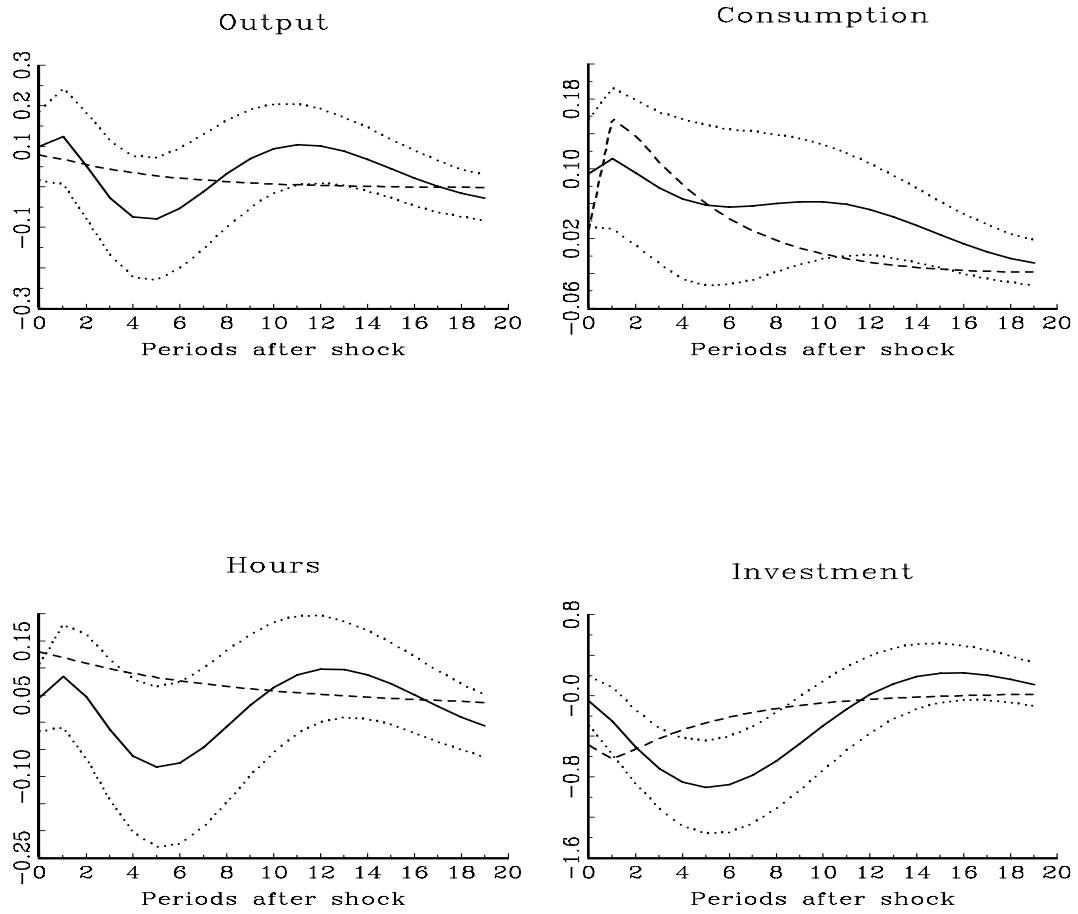 Output
0.3
0.2
0.1
−0.1
−0.3
0 2 4 6 8 10 12 14 16 18 20
Periods after shock
Consumption
0.18
0.10
0.02
−0.06
0 2 4 6 8 10 12 14 16 18 20
Periods after shock
Hours
0.15
0.05
−0.10
−0.25
0 2 4 6 8 10 12 14 16 18 20
Periods after shock
Investment
0.8
−0.0
−0.8
−1.6
0 2 4 6 8 10 12 14 16 18 20
Periods after shock